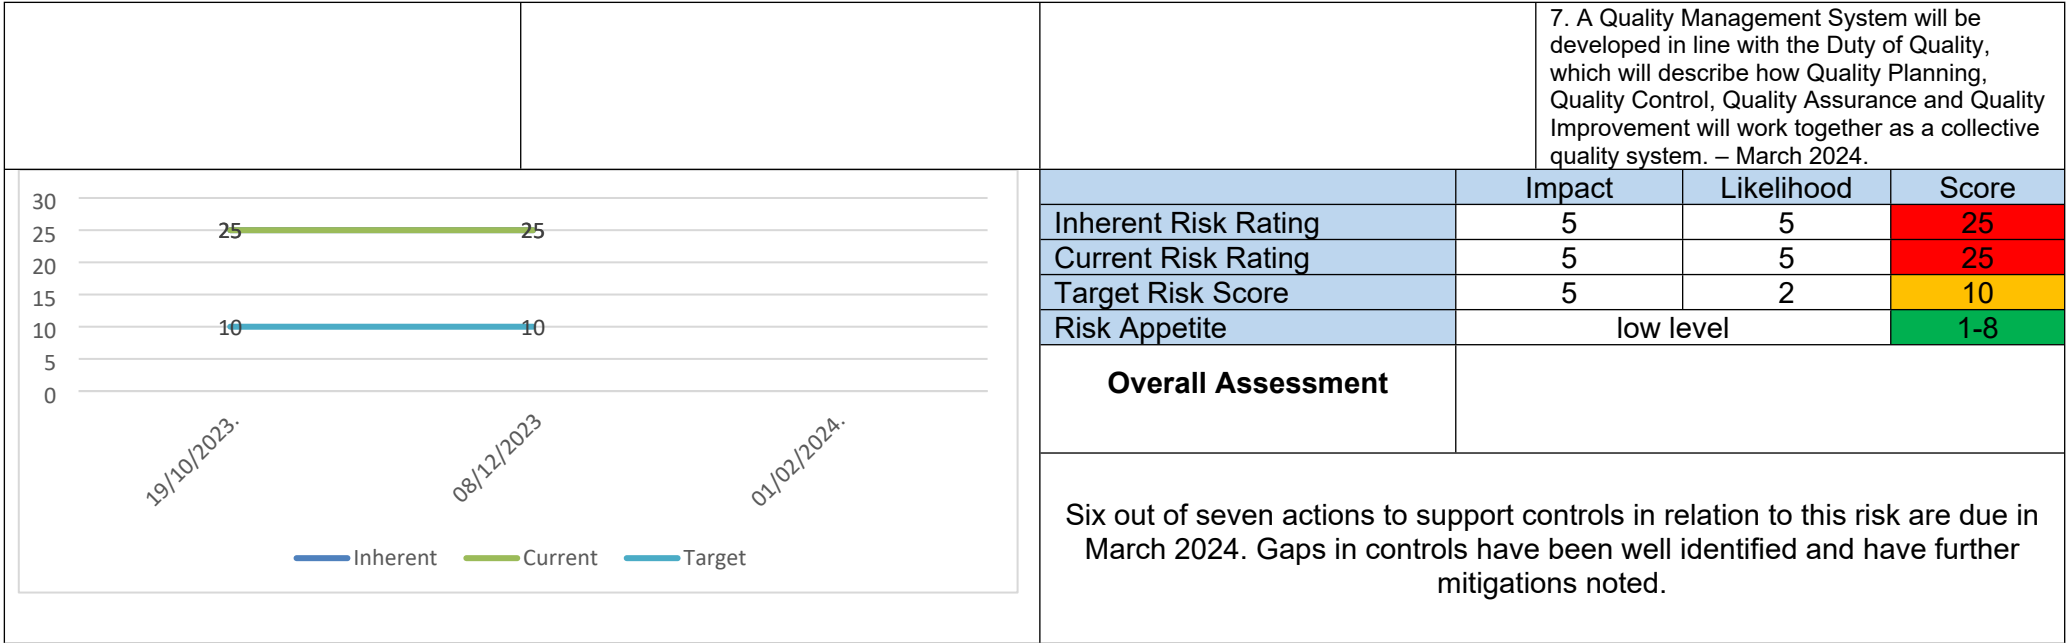 7. A Quality Management System will be
developed in line with the Duty of Quality,
which will describe how Quality Planning,
Quality Control, Quality Assurance and Quality
Improvement will work together as a collective
quality system. – March 2024.
30
25
20
15
10
5
0
25 25
10 10
19/10/2023.
08/12/2023
01/02/2024.
Inherent Current Target
Impact Likelihood Score
Inherent Risk Rating 5 5 25
Current Risk Rating 5 5 25
Target Risk Score 5 2 10
Risk Appetite low level 1-8
Overall Assessment
Six out of seven actions to support controls in relation to this risk are due in
March 2024. Gaps in controls have been well identified and have further
mitigations noted.